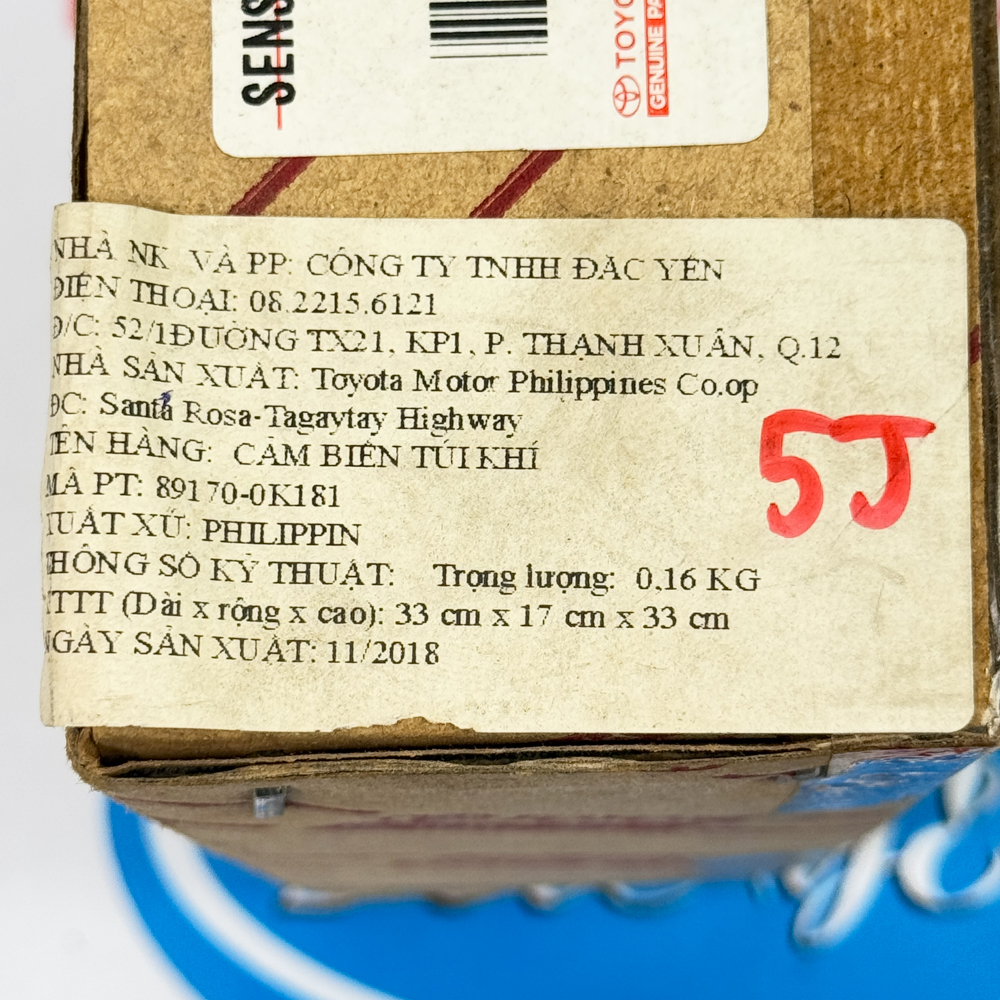 SENS
TOYO
GENUINE PA
NHÀ NK VÀ PP: CÔNG TY TNHH ĐẮC YẾN
ĐIỆN THOẠI: 08.2215.6121
Đ/C: 52/1ĐƯỜNG TX21, KP1, P. THẠNH XUÂN, Q.12
NHÀ SẢN XUẤT: Toyota Motor Philippines Co.op
ĐC: Santa Rosa-Tagaytay Highway
TÊN HÀNG: CẢM BIẾN TÚI KHÍ
MÃ PT: 89170-0K181
XUẤT XỨ: PHILIPPIN
THÔNG SỐ KỸ THUẬT: Trọng lượng: 0,16 KG
TTTT (Dài x rộng x cao): 33 cm x 17 cm x 33 cm
NGÀY SẢN XUẤT: 11/2018
5J